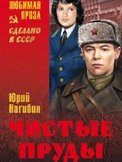 ЛЮБИМАЯ
ПРОЗА
СДЕЛАНО
В СССР
Юрий Нагибин
ЧИСТЫЕ
ПРУДЫ